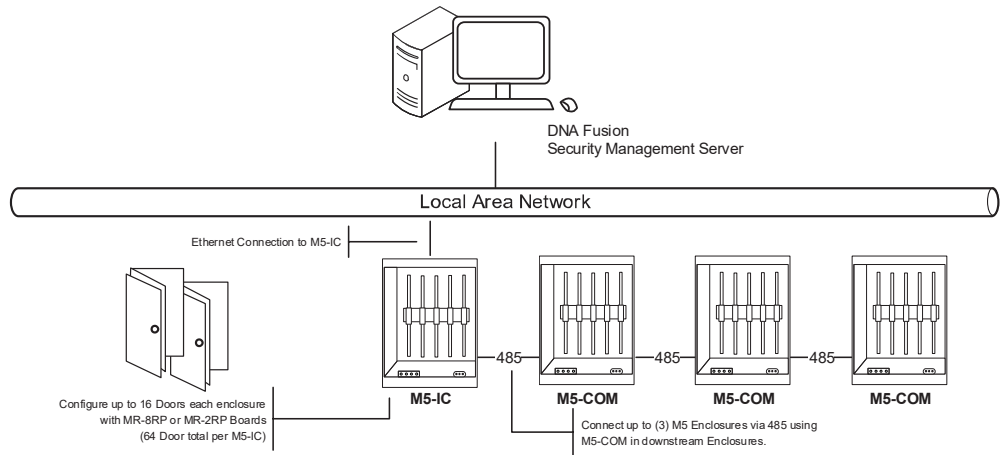 DNA Fusion
Security Management Server
Local Area Network
Ethernet Connection to M5-IC
485
485
485
M5-IC
M5-COM
M5-COM
M5-COM
Configure up to 16 Doors each enclosure
with MR-8RP or MR-2RP Boards
(64 Door total per M5-IC)
Connect up to (3) M5 Enclosures via 485 using
M5-COM in downstream Enclosures.